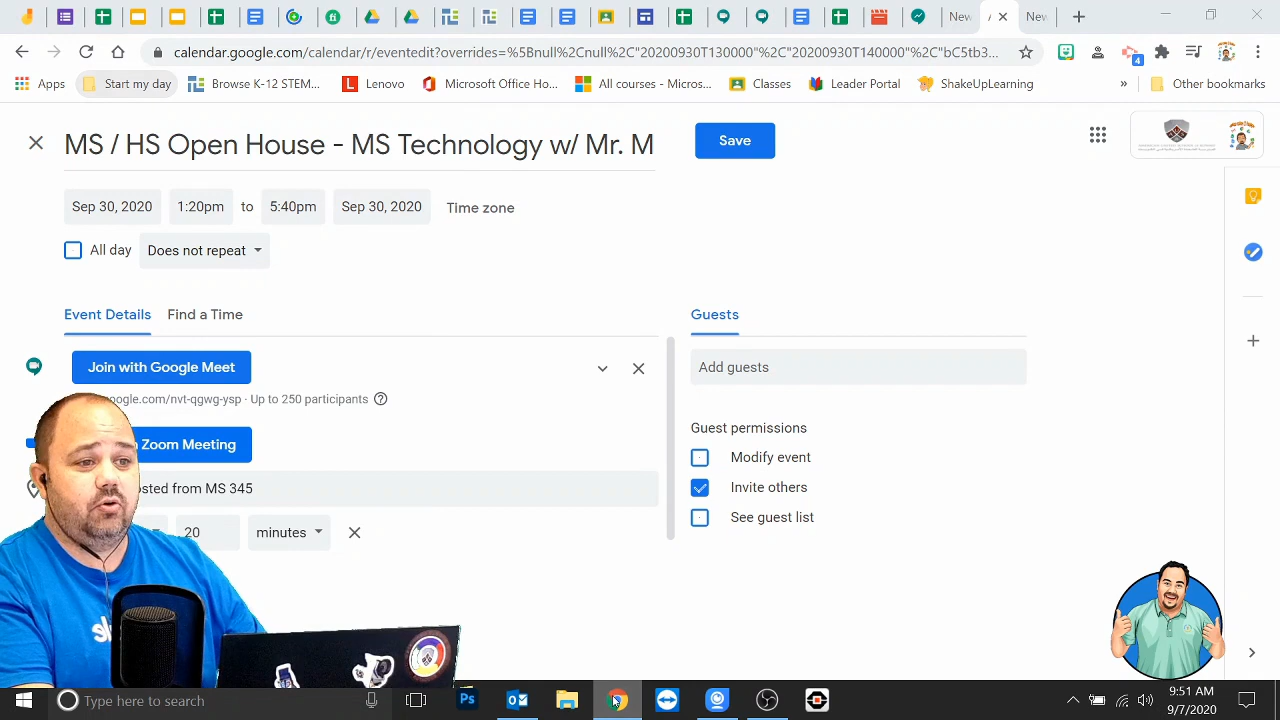 New
New
calendar.google.com/calendar/r/eventedit?overrides=%5Bnull%2Cnull%2C"20200930T130000"%2C"20200930T140000"%2C"bC5tb3...
4
Apps
Start my day
Browse K-12 STEM...
Lenovo
Microsoft Office Ho...
All courses - Micros...
Classes
Leader Portal
ShakeUpLearning
»
Other bookmarks
MS / HS Open House - MS Technology w/ Mr. M
Save
Sep 30, 2020
1:20pm
to
5:40pm
Sep 30, 2020
Time zone
All day
Does not repeat
Event Details
Find a Time
Guests
Join with Google Meet
Add guests
oogle.com/nvt-qgwg-ysp · Up to 250 participants
Guest permissions
Zoom Meeting
Modify event
osted from MS 345
Invite others
See guest list
20
minutes
Type here to search
Ps
9:51 AM
9/7/2020